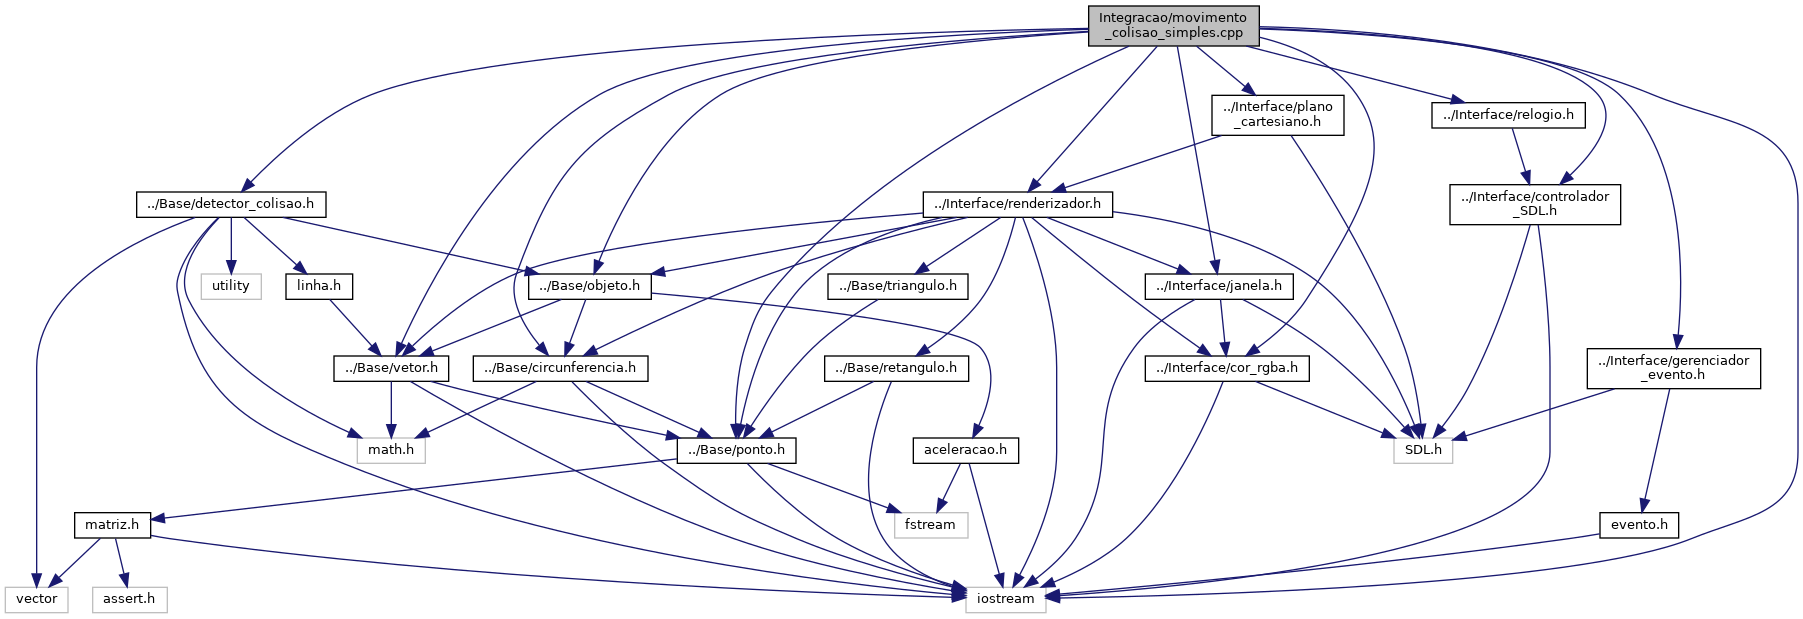 Integracao/movimento
_colisao_simples.cpp
../Interface/plano
_cartesiano.h
../Interface/relogio.h
../Base/detector_colisao.h
../Interface/renderizador.h
../Interface/controlador
_SDL.h
utility
linha.h
../Base/objeto.h
../Base/triangulo.h
../Interface/janela.h
../Base/vetor.h
../Base/circunferencia.h
../Base/retangulo.h
../Interface/cor_rgba.h
../Interface/gerenciador
_evento.h
math.h
../Base/ponto.h
aceleracao.h
SDL.h
matriz.h
fstream
evento.h
vector
assert.h
iostream